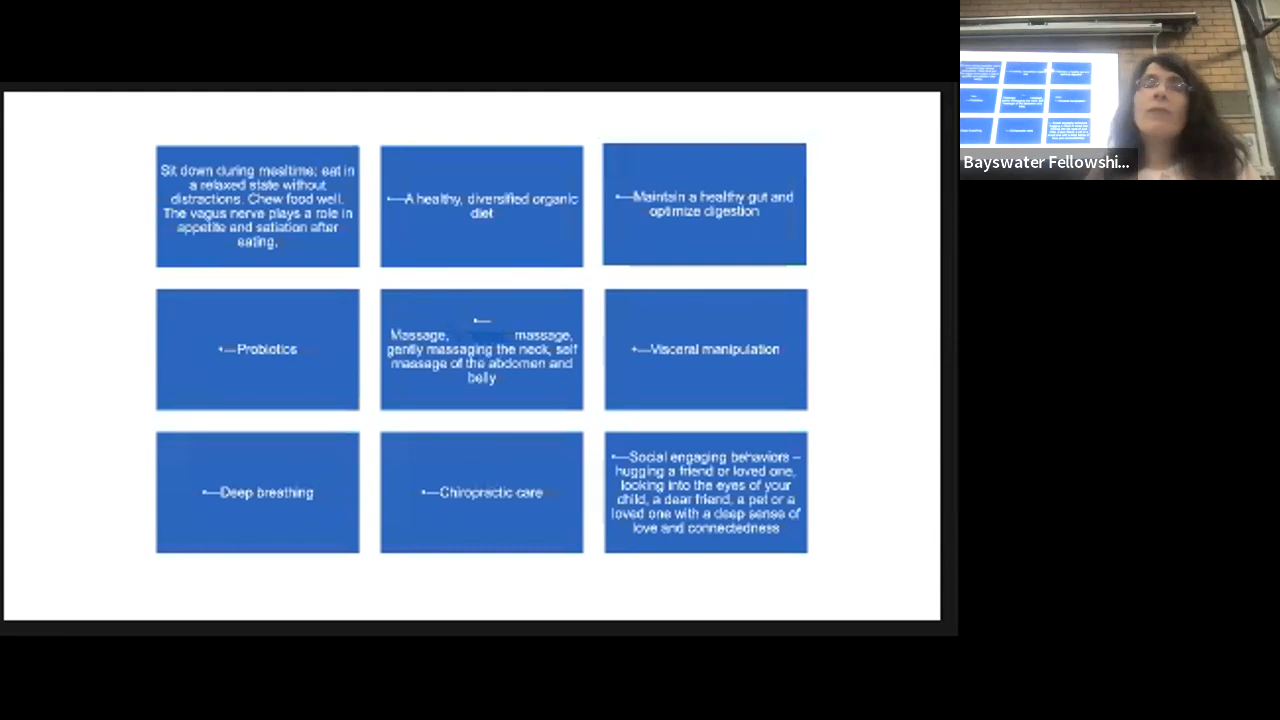 Sit down during mealtime; eat in
a relaxed state without
distractions. Chew food well.
The vagus nerve plays a role in
appetite and satiation after
eating.
•—A healthy, diversified organic
diet
•—Maintain a healthy gut and
optimize digestion
•—Probiotics
•—
Massage, massage,
gently massaging the neck, self
massage of the abdomen and
belly
•—Visceral manipulation
•—Deep breathing
•—Chiropractic care
•—Social engaging behaviors –
hugging a friend or loved one,
looking into the eyes of your
child, a dear friend, a pet or a
loved one with a deep sense of
love and connectedness
Bayswater Fellowshi...